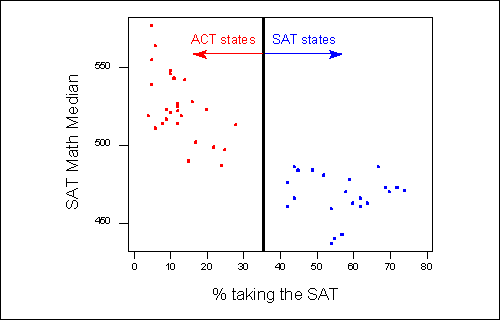 ACT states SAT states
550
500
450
SAT Math Median
0 10 20 30 40 50 60 70 80
% taking the SAT